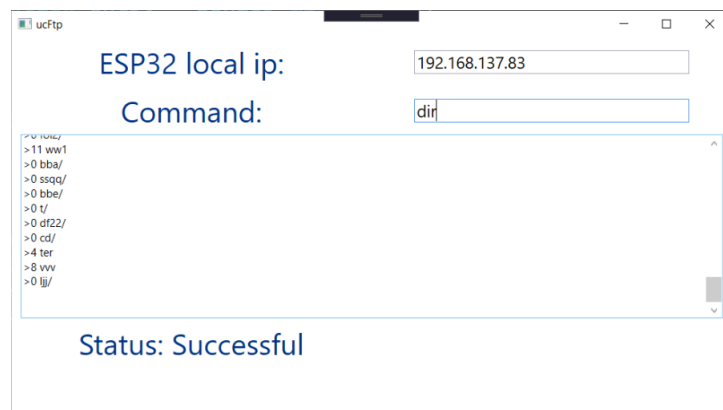 ucFtp
ESP32 local ip:
192.168.137.83
Command:
dir
>11 ww1
>0 bba/
>0 ssqq/
>0 bbe/
>0 t/
>0 df22/
>0 cd/
>4 ter
>8 vvv
>0 ljj/
Status: Successful